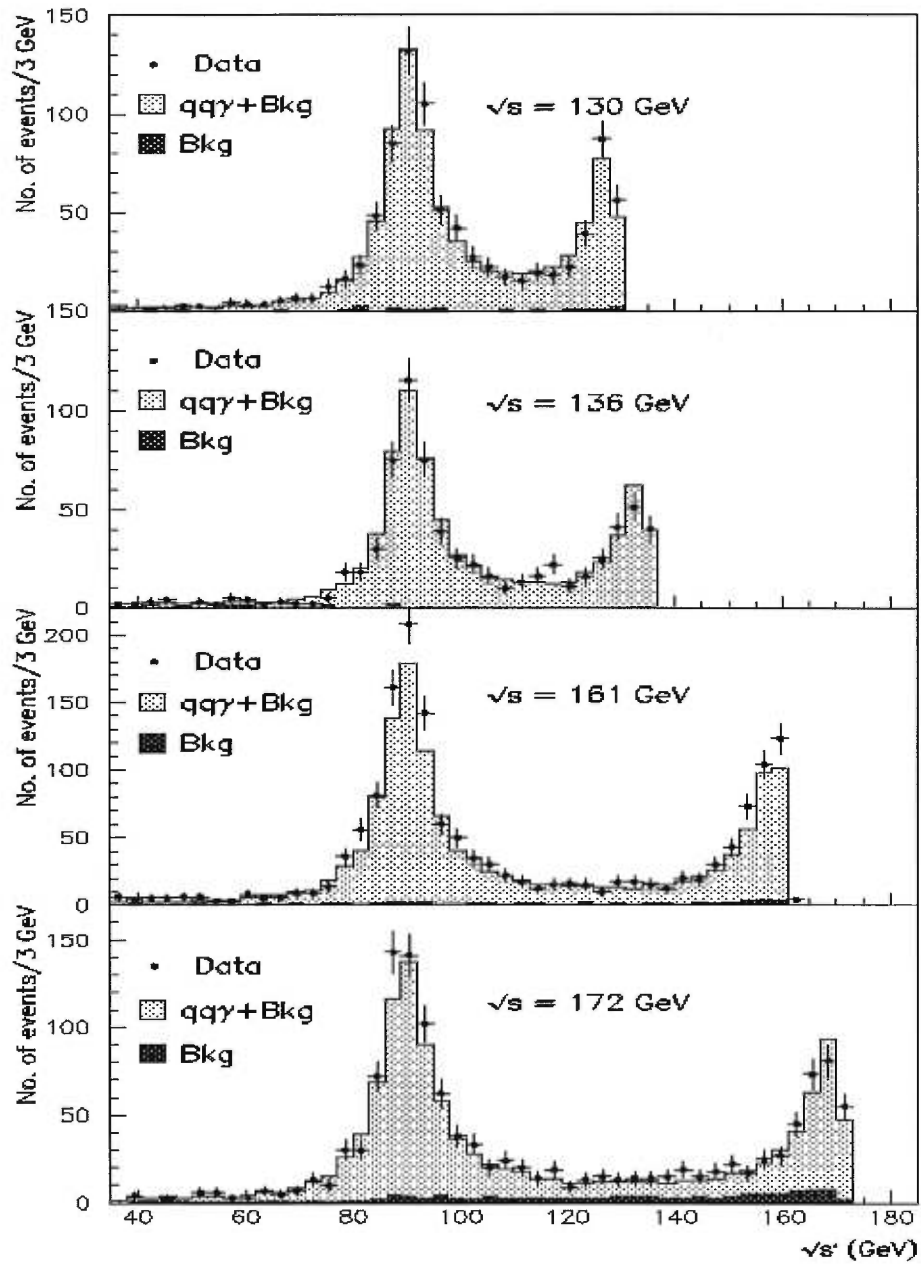 No. of events/3 GeV
150
100
50
Data
qqγ+Bkg
Bkg
√s = 130 GeV
No. of events/3 GeV
150
100
50
0
Data
qqγ+Bkg
Bkg
√s = 136 GeV
No. of events/3 GeV
200
150
100
50
0
Data
qqγ+Bkg
Bkg
√s = 161 GeV
No. of events/3 GeV
150
100
50
0
Data
qqγ+Bkg
Bkg
√s = 172 GeV
40 60 80 100 120 140 160 180
√s' (GeV)